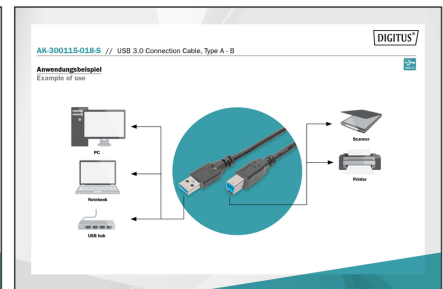 DIGITUS®
AK-300115-018-S // USB 3.0 Connection Cable, Type A - B
Anwendungsbeispiel
Example of use
PC
Notebook
USB hub
Scanner
Printer